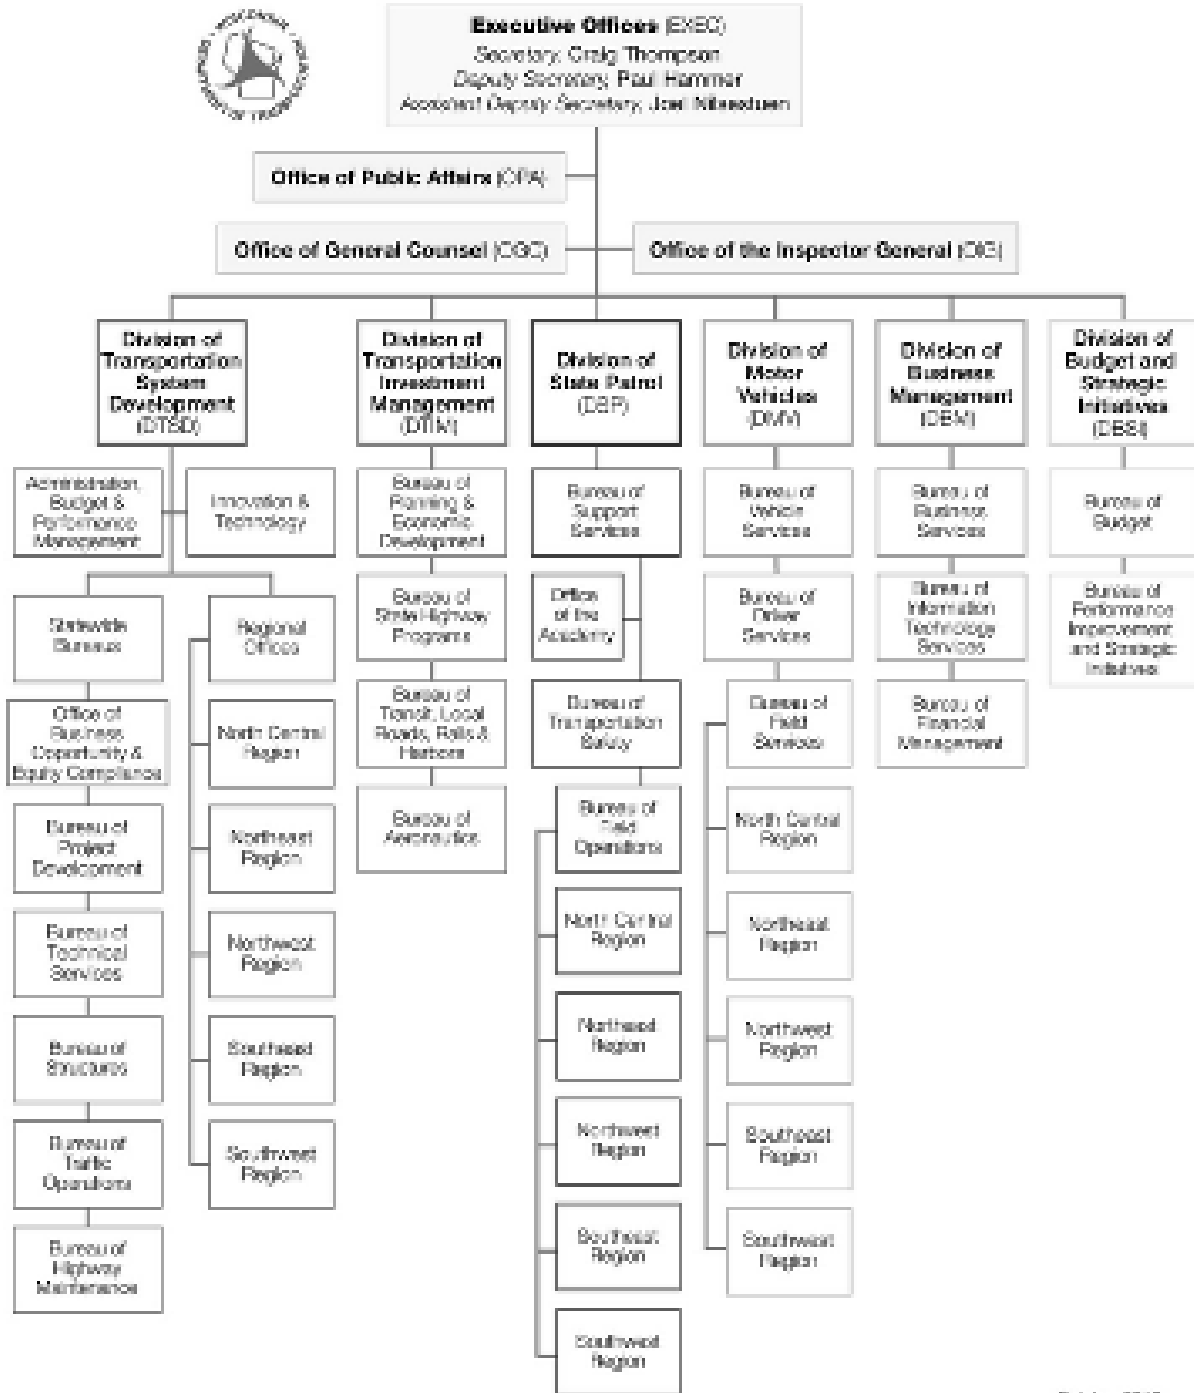 Executive Offices (EXEC)
Secretary, Craig Thompson
Deputy Secretary, Paul Hammer
Assistant Deputy Secretary, Joel
Office of Public Affairs (OPA)
Office of General Counsel (OGC)
Office of the Inspector General (OIG)
Division of
Transportation
System
Development
(DTSD)
Administration,
Budget &
Performance
Management
Innovation &
Technology
Statewide
Bureaus
Office of
Business
Opportunity &
Equity Compliance
Bureau of
Project
Development
Bureau of
Technical
Services
Bureau of
Structures
Bureau of
Traffic
Operations
Bureau of
Highway
Maintenance
Regional
Offices
North Central
Region
Northeast
Region
Northwest
Region
Southeast
Region
Southwest
Region
Division of
Transportation
Investment
Management
(DTIM)
Bureau of
Planning &
Economic
Development
Bureau of
State Highway
Programs
Bureau of
Transit, Local
Roads, Rails &
Harbors
Bureau of
Aeronautics
Division of
State Patrol
(DSP)
Bureau of
Support
Services
Office
of the
Academy
Bureau of
Transportation
Safety
Bureau of
Field
Operations
North Central
Region
Northeast
Region
Northwest
Region
Southeast
Region
Southwest
Region
Division of
Motor
Vehicles
(DMV)
Bureau of
Vehicle
Services
Bureau of
Driver
Services
Bureau of
Field
Services
North Central
Region
Northeast
Region
Northwest
Region
Southeast
Region
Southwest
Region
Division of
Business
Management
(DBM)
Bureau of
Business
Services
Bureau of
Information
Technology
Services
Bureau of
Financial
Management
Division of
Budget and
Strategic
Initiatives
(DBSI)
Bureau of
Budget
Bureau of
Performance
Improvement
and Strategic
Initiatives